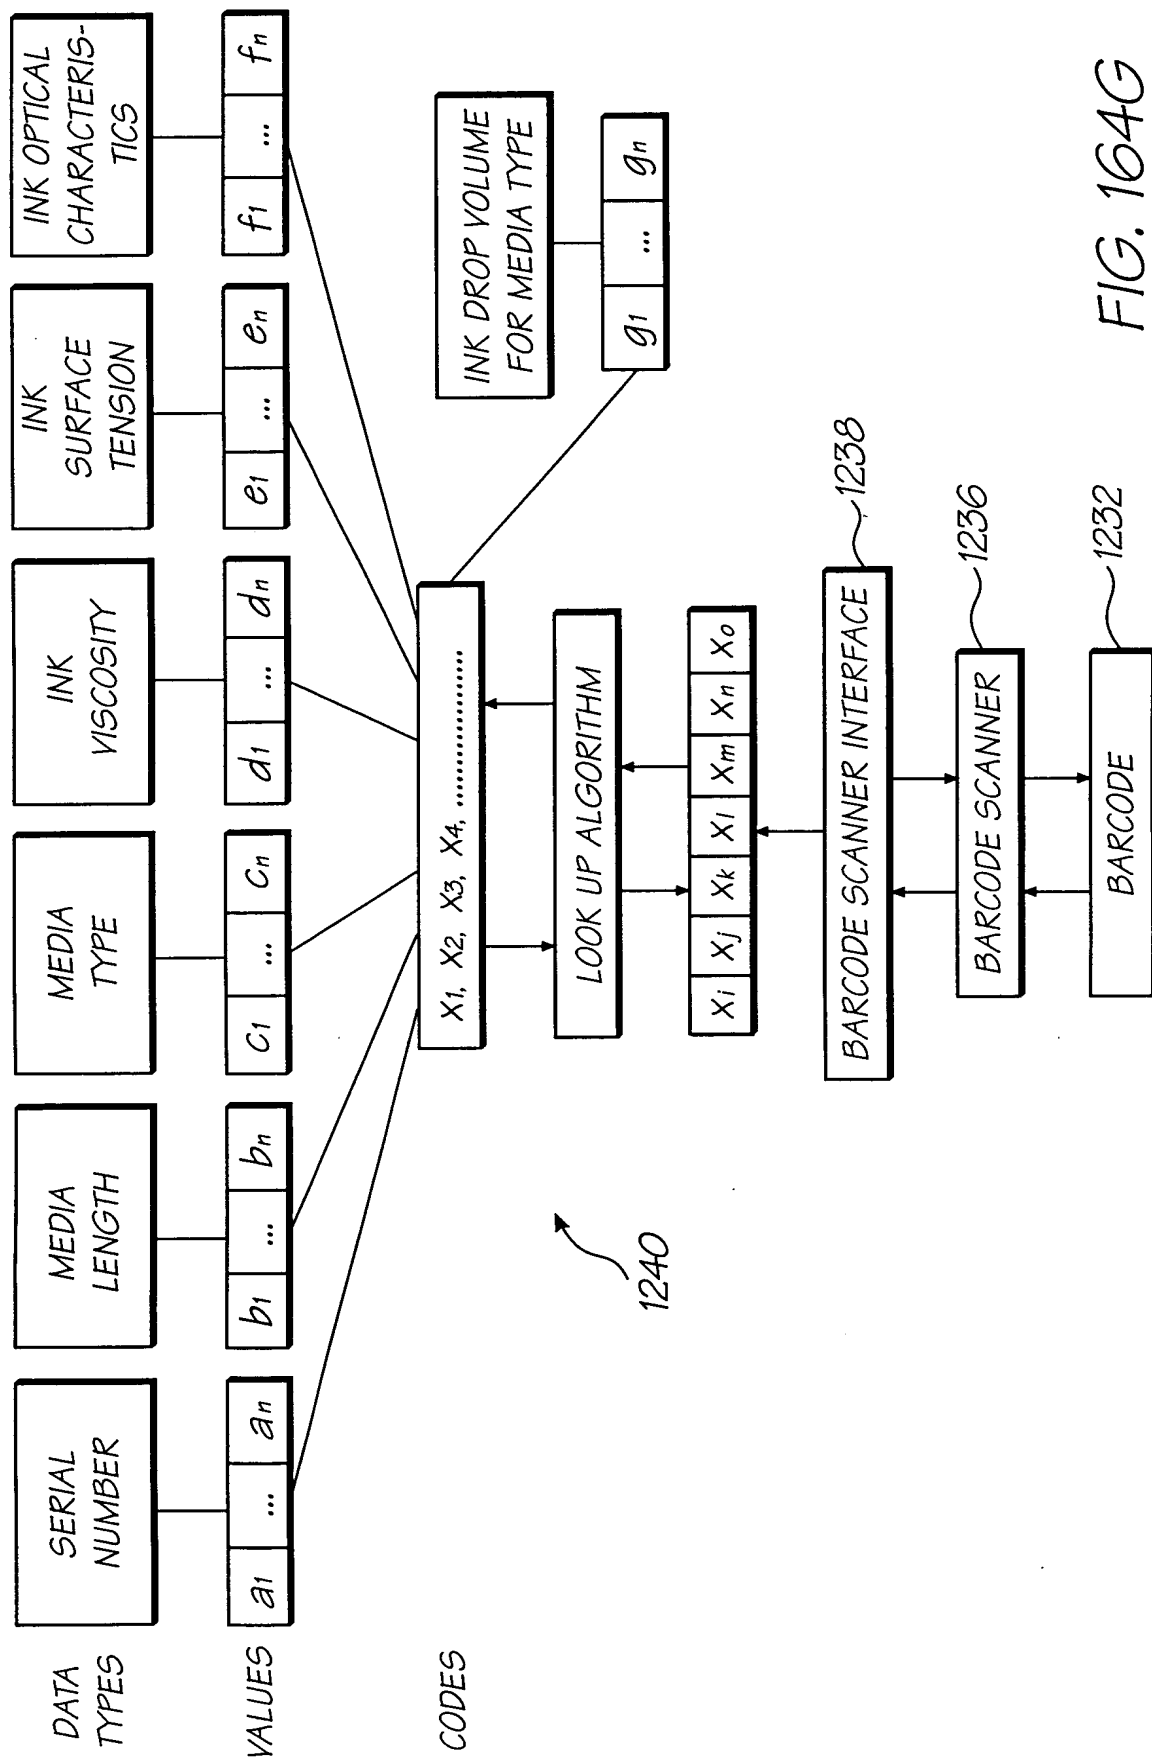 DATA
TYPES
SERIAL
NUMBER
MEDIA
LENGTH
MEDIA
TYPE
INK
VISCOSITY
INK
SURFACE
TENSION
INK OPTICAL
CHARACTERIS-
TICS
VALUES
a1 ... an
b1 ... bn
c1 ... cn
d1 ... dn
e1 ... en
f1 ... fn
CODES
X1, X2, X3, X4, ....................
INK DROP VOLUME
FOR MEDIA TYPE
g1 ... gn
LOOK UP ALGORITHM
1240
Xi Xj Xk Xl Xm Xn Xo
BARCODE SCANNER INTERFACE
1238
BARCODE SCANNER
1236
BARCODE
1232
FIG. 164G